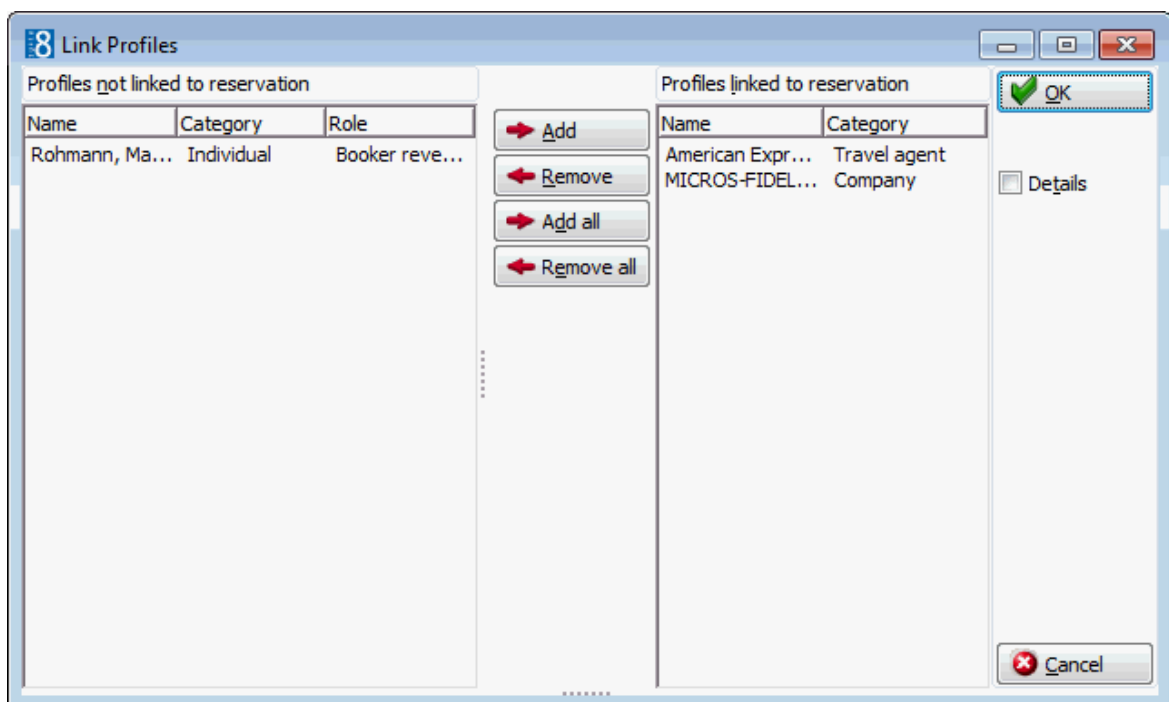 8 Link Profiles
Profiles not linked to reservation
Name Category Role
Rohmann, Ma... Individual Booker reve...
Add
Remove
Add all
Remove all
Profiles linked to reservation
Name Category
American Expr... Travel agent
MICROS-FIDEL... Company
OK
Details
Cancel